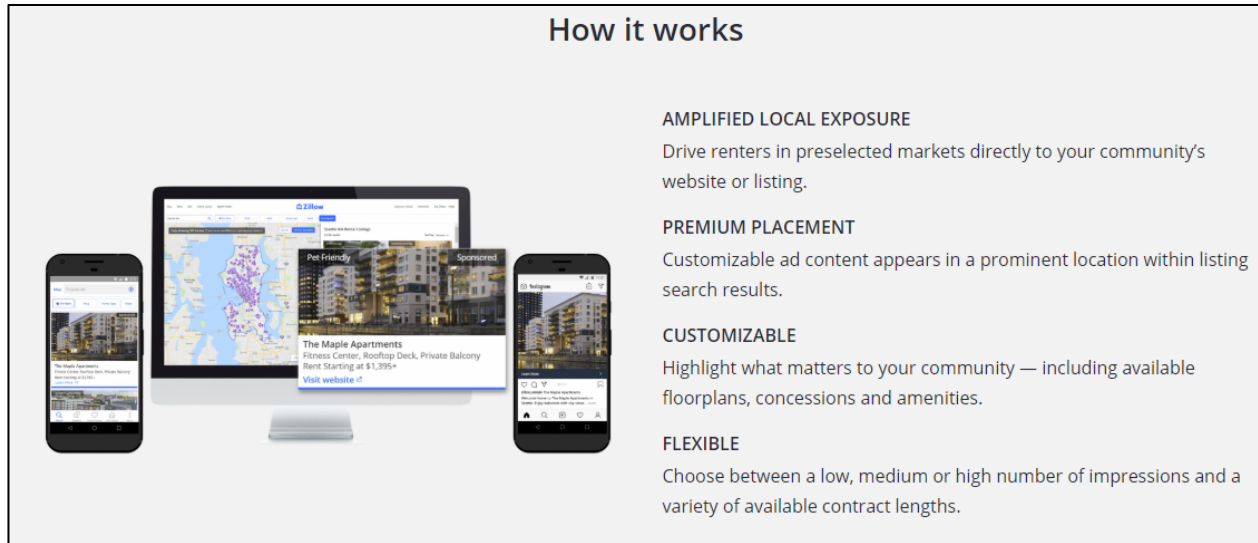 How it works
AMPLIFIED LOCAL EXPOSURE
Drive renters in preselected markets directly to your community's
website or listing.
PREMIUM PLACEMENT
Customizable ad content appears in a prominent location within listing
search results.
CUSTOMIZABLE
Highlight what matters to your community — including available
floorplans, concessions and amenities.
FLEXIBLE
Choose between a low, medium or high number of impressions and a
variety of available contract lengths.
Zillow
Pet Friendly Sponsored
The Maple Apartments
Fitness Center, Rooftop Deck, Private Balcony
Rent Starting at $1,395+
Visit website
The Maple Apartments
Instagram